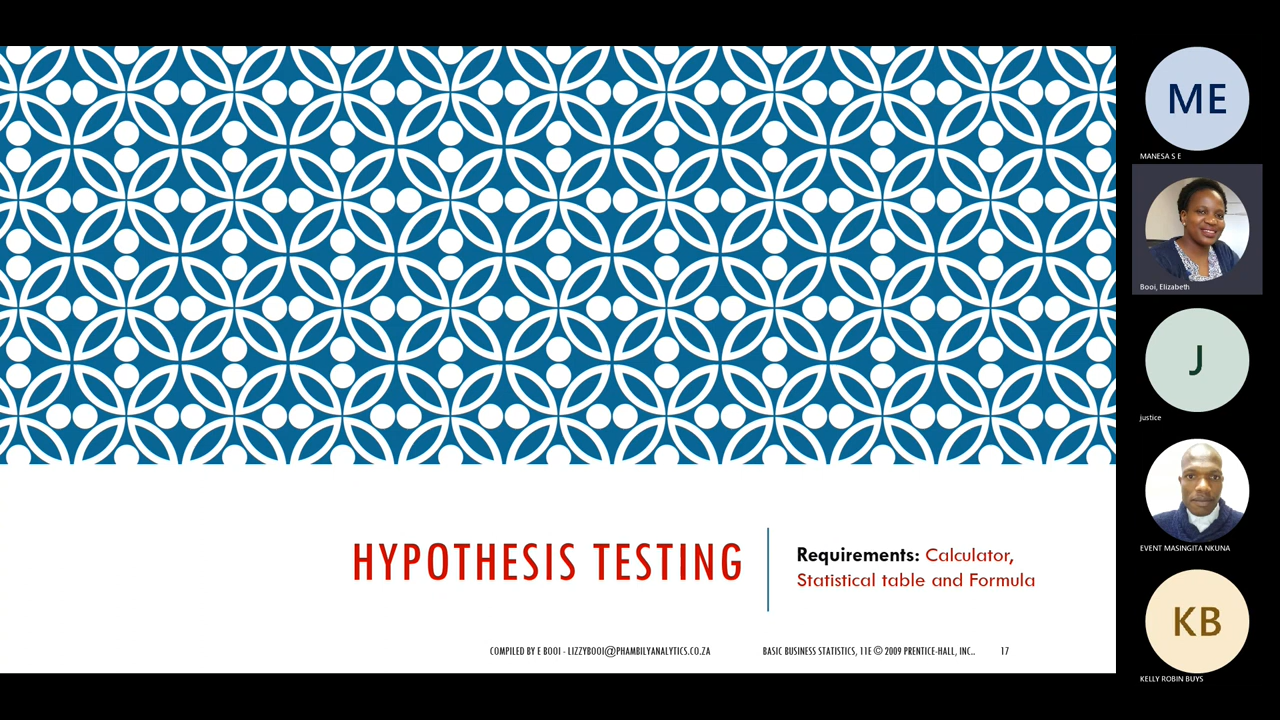 HYPOTHESIS TESTING
Requirements: Calculator,
Statistical table and Formula
COMPILED BY E BOOI - LIZZYBOOI@PHAMBILYANALYTICS.CO.ZA
BASIC BUSINESS STATISTICS, 11E © 2009 PRENTICE-HALL, INC..
17
ME
MANESA S E
Booi, Elizabeth
J
justice
EVENT MASINGITA NKUNA
KB
KELLY ROBIN BUYS